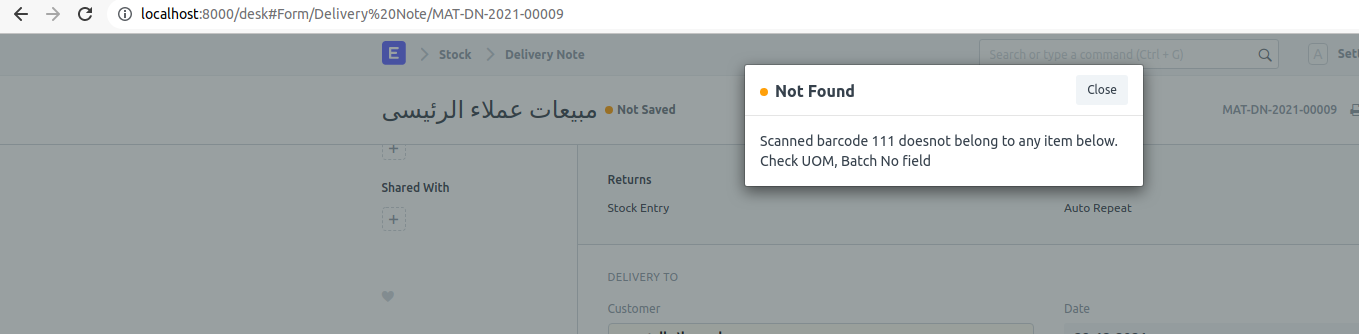 localhost:8000/desk#Form/Delivery%20Note/MAT-DN-2021-00009
E Stock Delivery Note
Search or type a command (Ctrl + G)
A
مبيعات عملاء الرئيسى Not Saved
MAT-DN-2021-00009
Not Found
Close
Scanned barcode 111 doesnot belong to any item below.
Check UOM, Batch No field
Shared With
Returns
Stock Entry
Auto Repeat
DELIVERY TO
Customer
Date